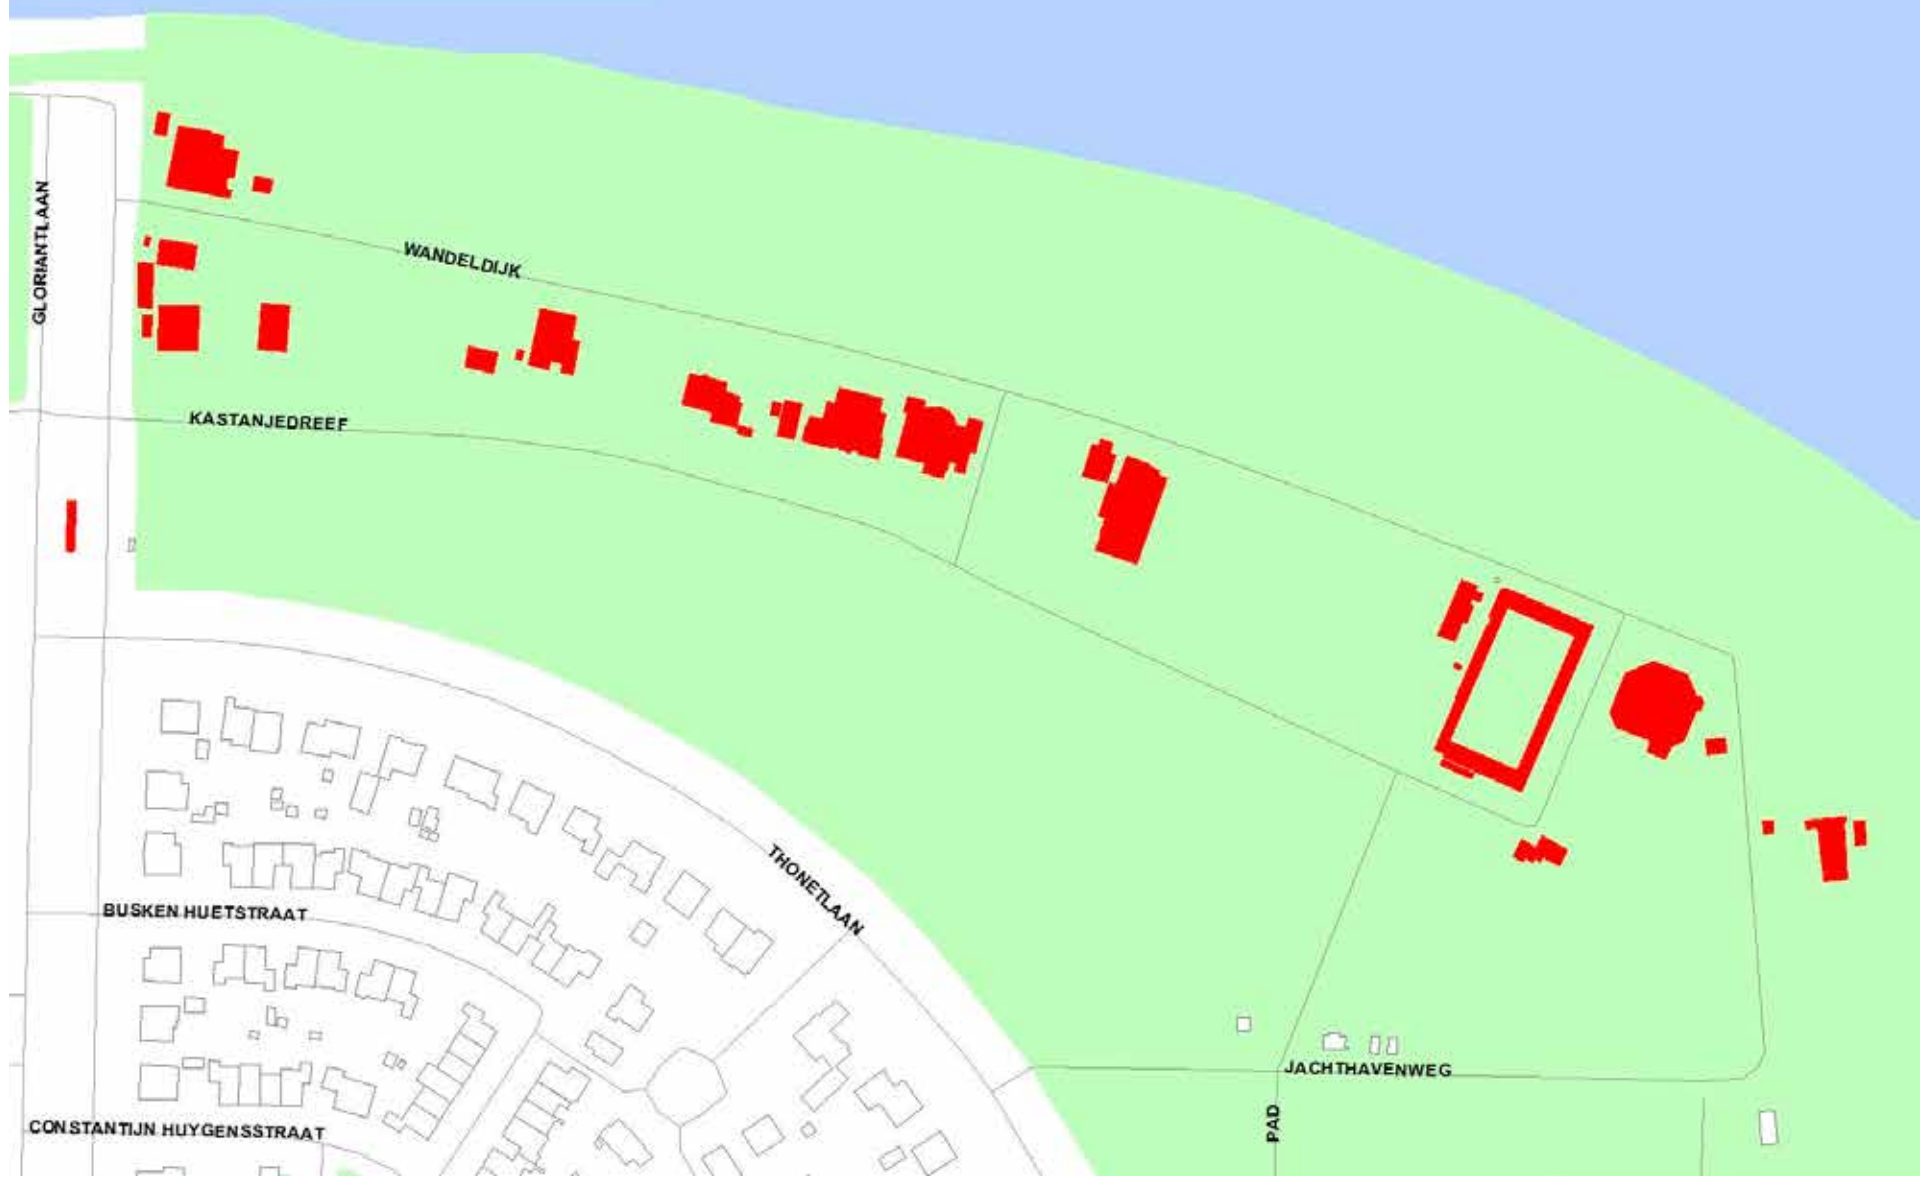 GLORIANTLAAN
WANDELDIJK
KASTANJEDREEF
THONETLAAN
BUSKEN HUETSTRAAT
JACHTHAVENWEG
PAD
CONSTANTIJN HUYGENSSTRAAT